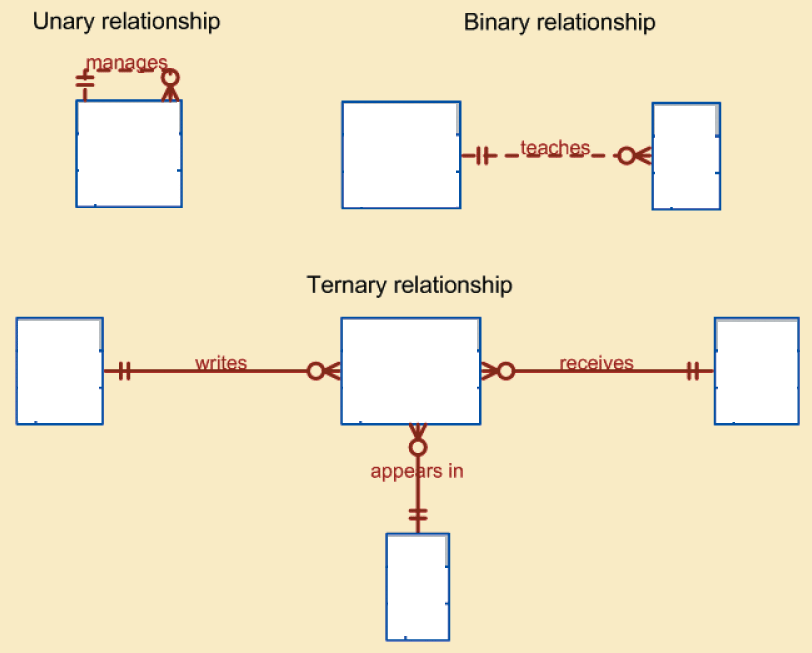 Unary relationship
Binary relationship
manages
teaches
Ternary relationship
writes
receives
appears in